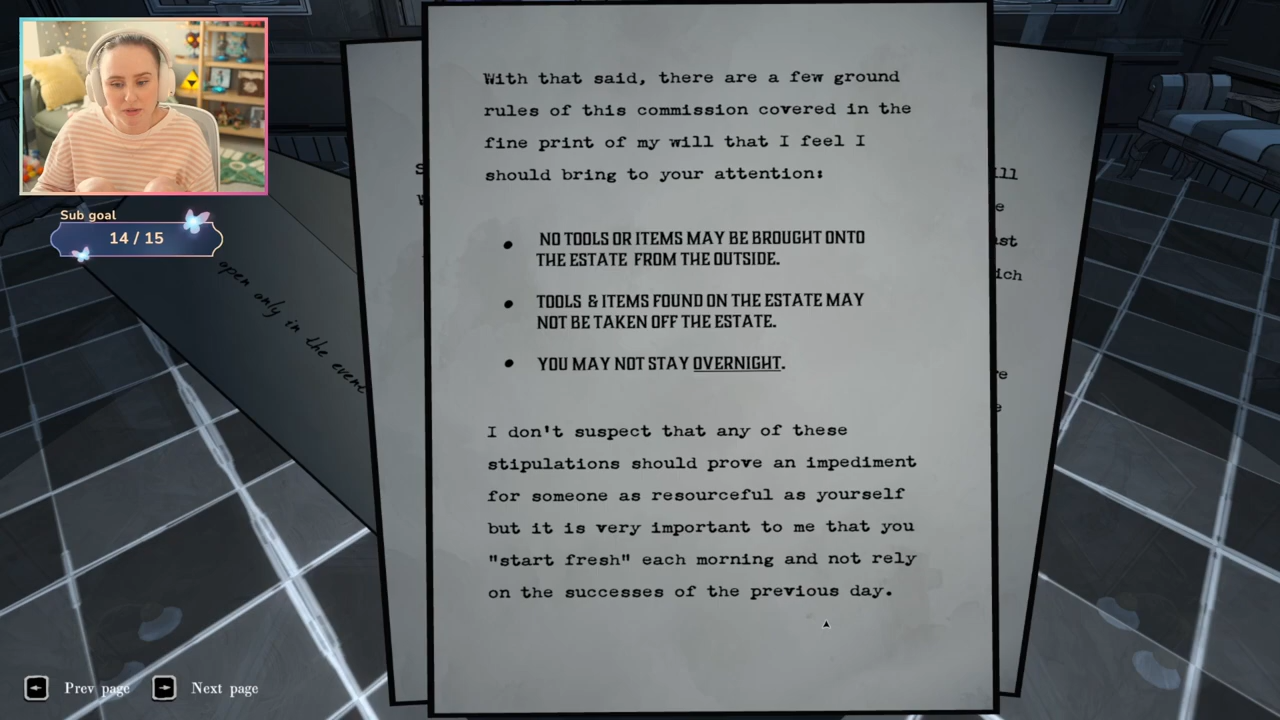 With that said, there are a few ground
rules of this commission covered in the
fine print of my will that I feel I
should bring to your attention:
• NO TOOLS OR ITEMS MAY BE BROUGHT ONTO
THE ESTATE FROM THE OUTSIDE.
• TOOLS & ITEMS FOUND ON THE ESTATE MAY
NOT BE TAKEN OFF THE ESTATE.
• YOU MAY NOT STAY OVERNIGHT.
I don't suspect that any of these
stipulations should prove an impediment
for someone as resourceful as yourself
but it is very important to me that you
"start fresh" each morning and not rely
on the successes of the previous day.
Sub goal
14 / 15
open only in the event
Prev page
Next page